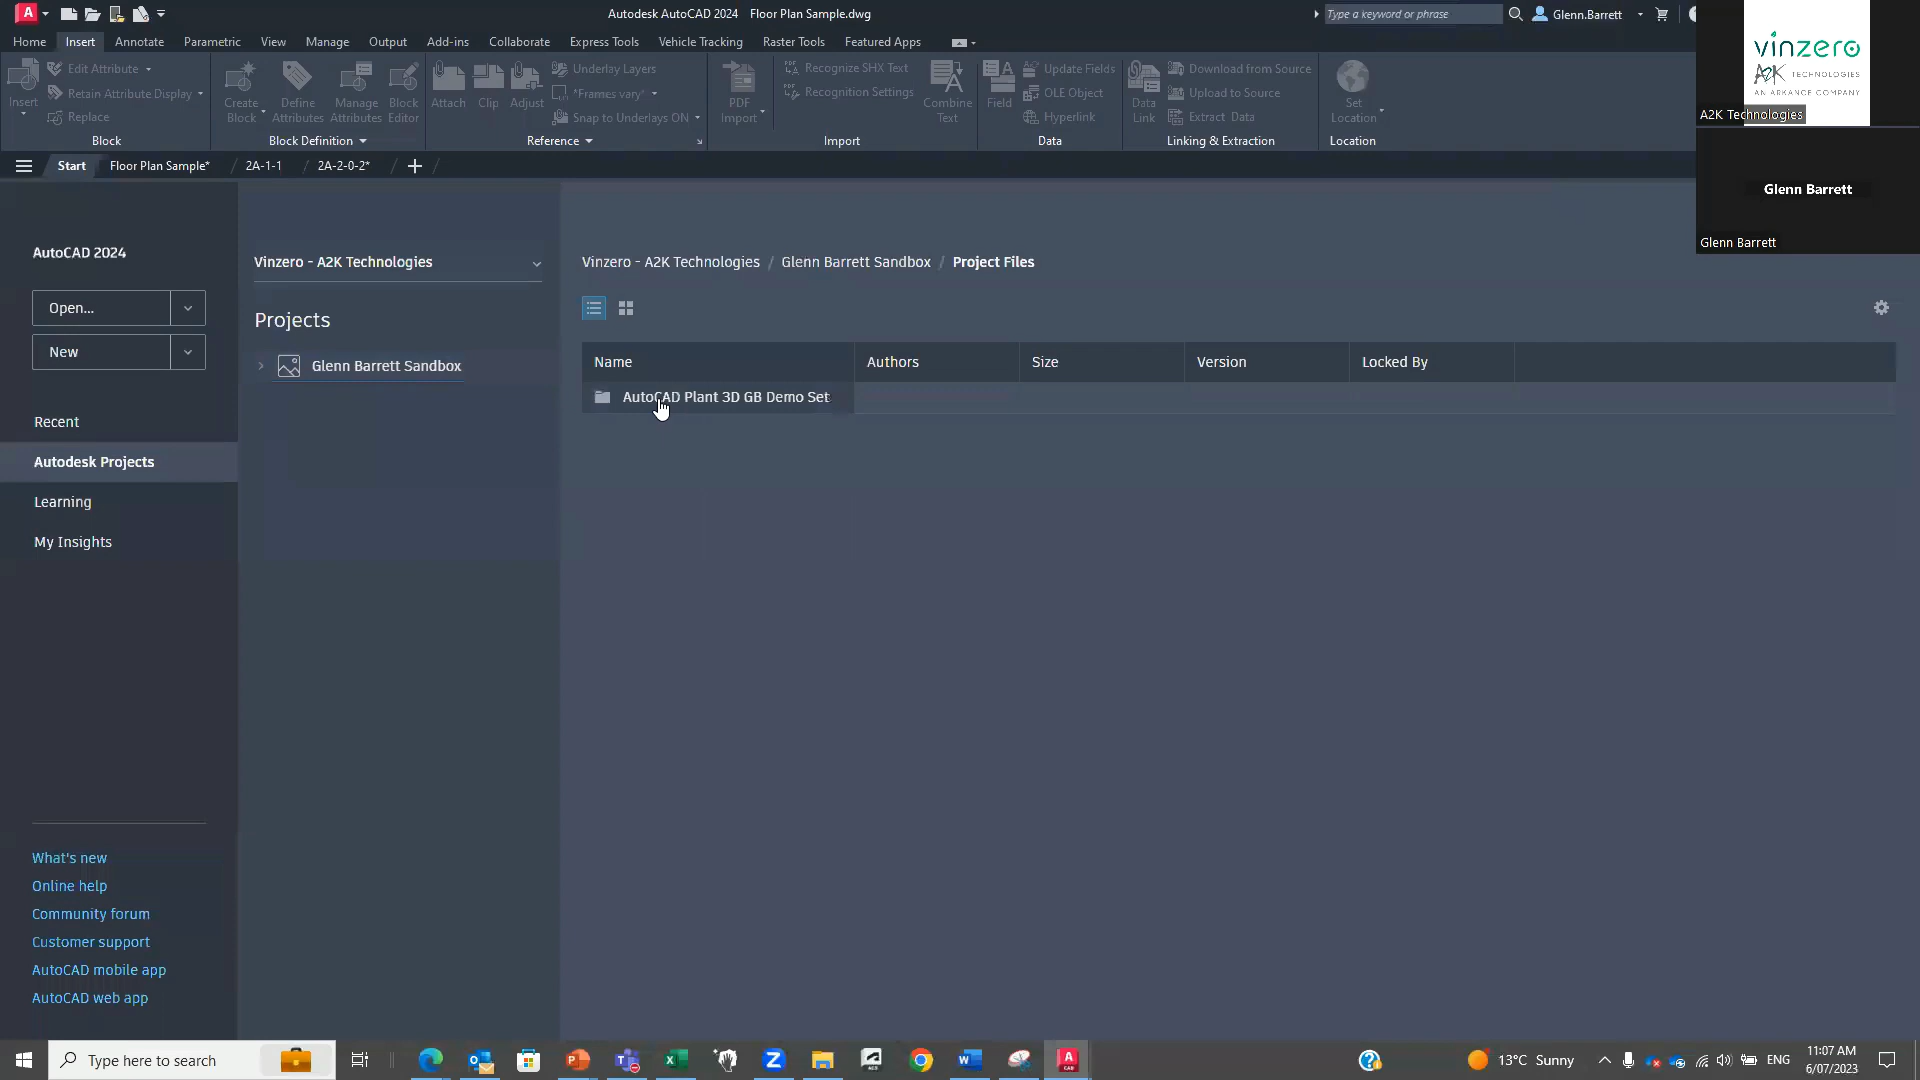 Autodesk AutoCAD 2024 Floor Plan Sample.dwg
Type a keyword or phrase
Glenn.Barrett
Home Insert Annotate Parametric View Manage Output Add-ins Collaborate Express Tools Vehicle Tracking Raster Tools Featured Apps
Insert
Edit Attribute
Retain Attribute Display
Replace
Block
Create Block
Define Attributes
Manage Attributes
Block Editor
Block Definition
Attach
Clip
Adjust
Underlay Layers
*Frames vary*
Snap to Underlays ON
Reference
PDF Import
Recognize SHX Text
Recognition Settings
Combine Text
Import
Field
Update Fields
OLE Object
Hyperlink
Data
Data Link
Download from Source
Upload to Source
Extract Data
Linking & Extraction
Set Location
Location
vinzero
A2K TECHNOLOGIES
AN ARKANCE COMPANY
A2K Technologies
Glenn Barrett
Glenn Barrett
Start Floor Plan Sample* 2A-1-1 2A-2-0-2*
AutoCAD 2024
Open...
New
Recent
Autodesk Projects
Learning
My Insights
What's new
Online help
Community forum
Customer support
AutoCAD mobile app
AutoCAD web app
Vinzero - A2K Technologies
Projects
Glenn Barrett Sandbox
Vinzero - A2K Technologies / Glenn Barrett Sandbox / Project Files
Name Authors Size Version Locked By
AutoCAD Plant 3D GB Demo Set
Type here to search
13°C Sunny
ENG
11:07 AM
6/07/2023